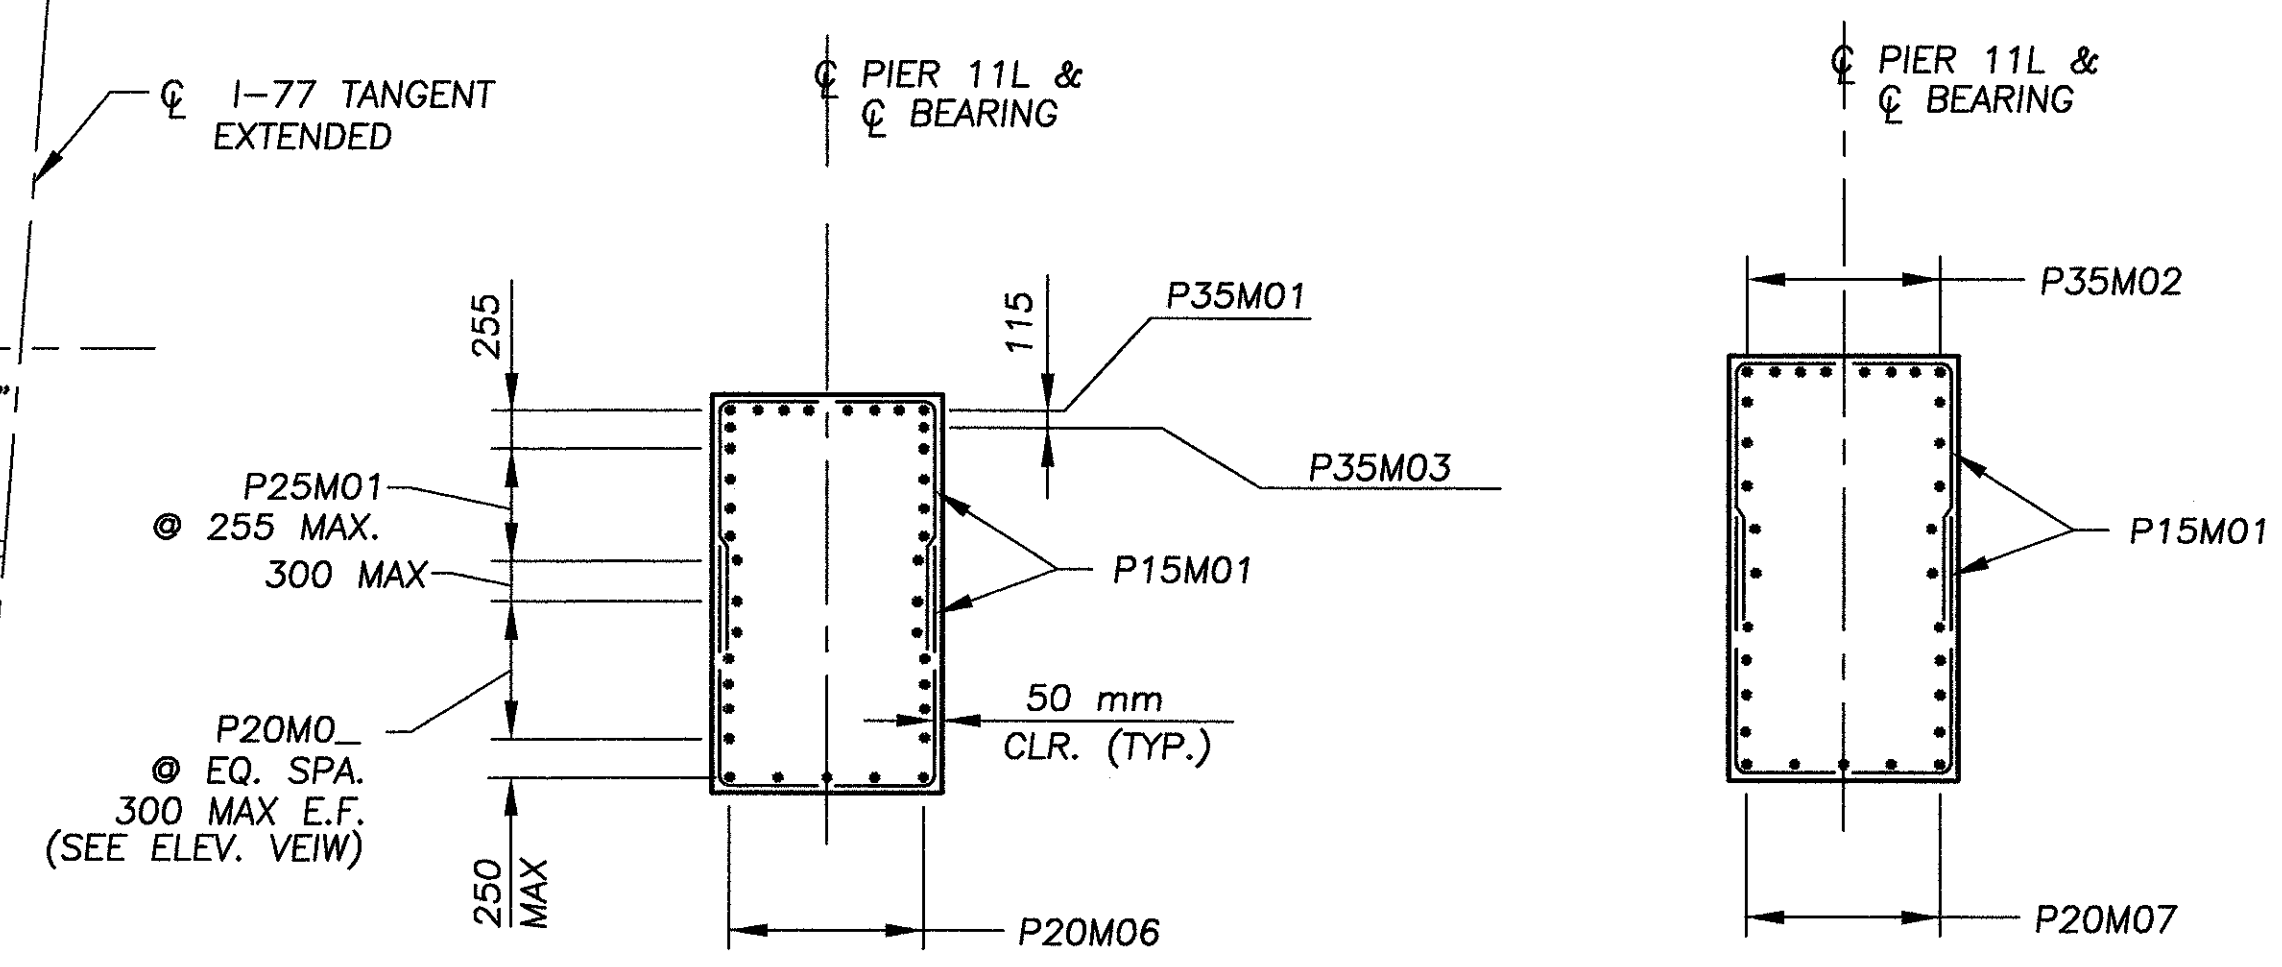 ℄ I-77 TANGENT
EXTENDED
℄ PIER 11L &
℄ BEARING
℄ PIER 11L &
℄ BEARING
255
115
P35M01
P35M03
P25M01
@ 255 MAX.
300 MAX
P15M01
P20M0_
@ EQ. SPA.
300 MAX E.F.
(SEE ELEV. VEIW)
50 mm
CLR. (TYP.)
250
MAX
P20M06
P35M02
P15M01
P20M07
"